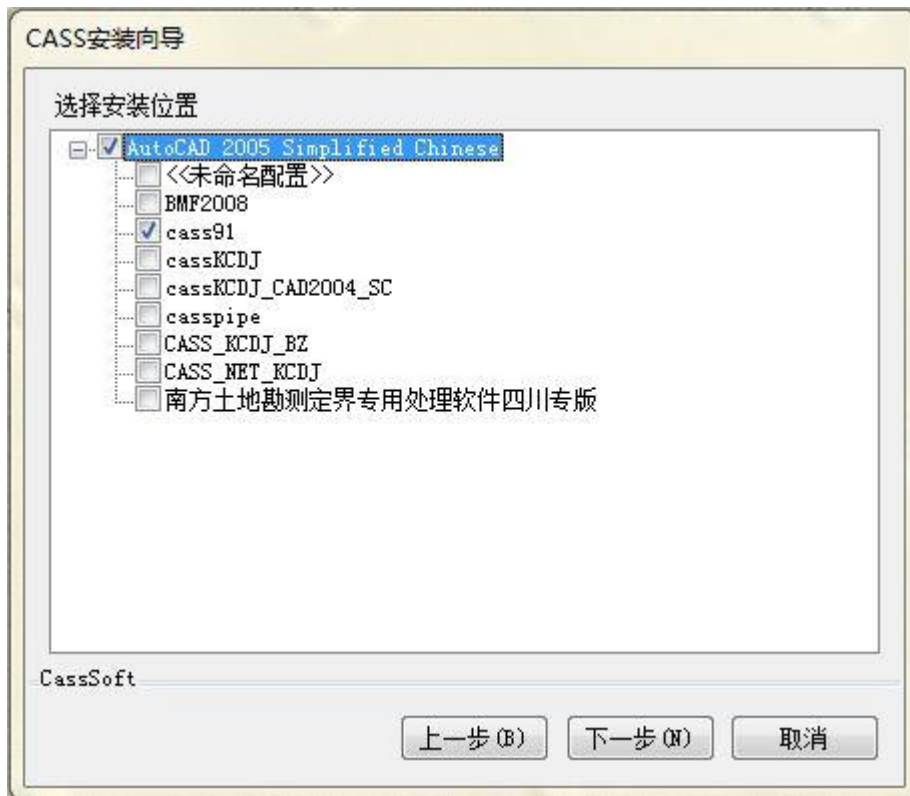 CASS安装向导
选择安装位置
AutoCAD 2005 Simplified Chinese
<<未命名配置>>
BMF2008
cass91
cassKCDJ
cassKCDJ_CAD2004_SC
casspipe
CASS_KCDJ_BZ
CASS_NET_KCDJ
南方土地勘测定界专用处理软件四川专版
CassSoft
上一步(B) 下一步(N) 取消